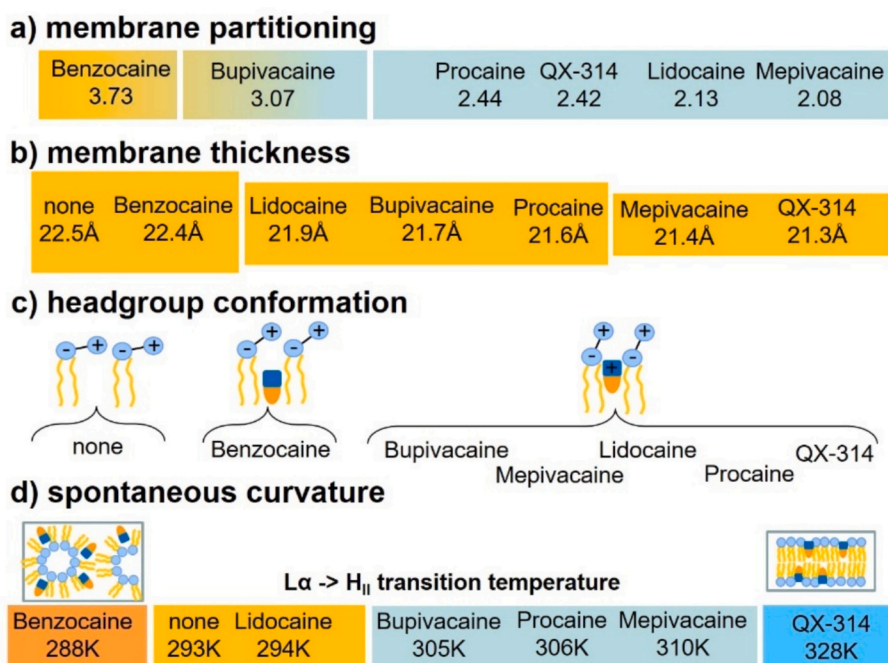 a) membrane partitioning
Benzocaine Bupivacaine Procaine QX-314 Lidocaine Mepivacaine
3.73 3.07 2.44 2.42 2.13 2.08
b) membrane thickness
none Benzocaine Lidocaine Bupivacaine Procaine Mepivacaine QX-314
22.5Å 22.4Å 21.9Å 21.7Å 21.6Å 21.4Å 21.3Å
c) headgroup conformation
- + - + - + - + - + - +
+
none Benzocaine Bupivacaine Lidocaine QX-314
Mepivacaine Procaine
d) spontaneous curvature
Lα -> H_II transition temperature
Benzocaine none Lidocaine Bupivacaine Procaine Mepivacaine QX-314
288K 293K 294K 305K 306K 310K 328K